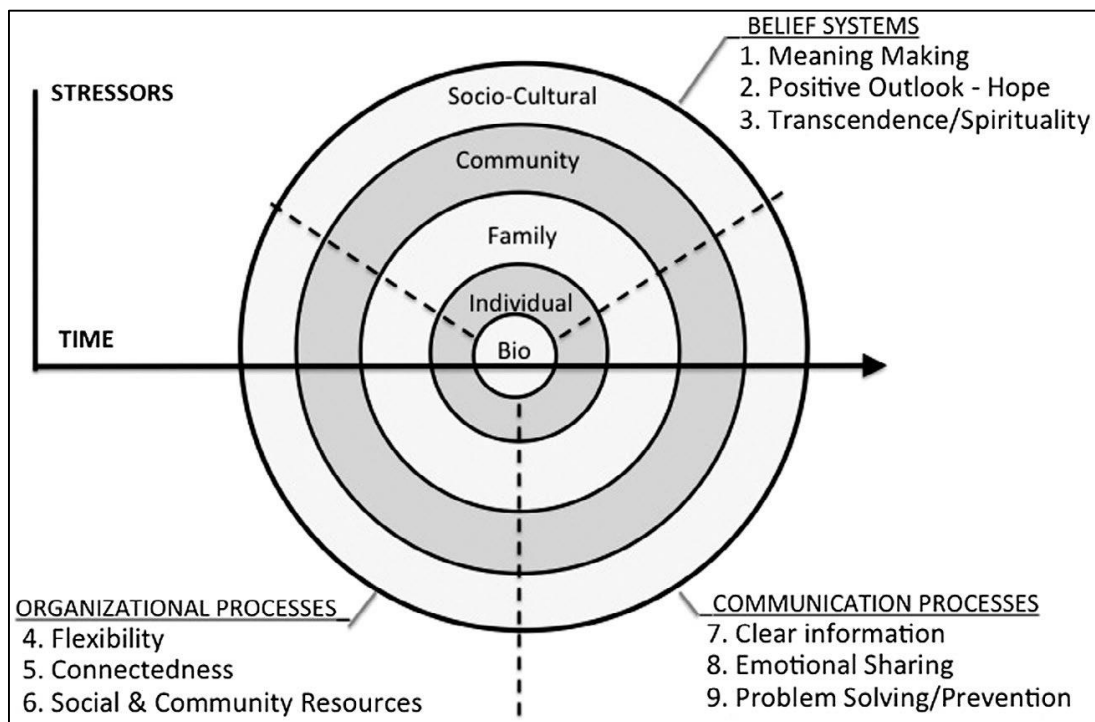 BELIEF SYSTEMS
1. Meaning Making
2. Positive Outlook - Hope
3. Transcendence/Spirituality
STRESSORS
Socio-Cultural
Community
Family
Individual
TIME
Bio
ORGANIZATIONAL PROCESSES
4. Flexibility
5. Connectedness
6. Social & Community Resources
COMMUNICATION PROCESSES
7. Clear information
8. Emotional Sharing
9. Problem Solving/Prevention